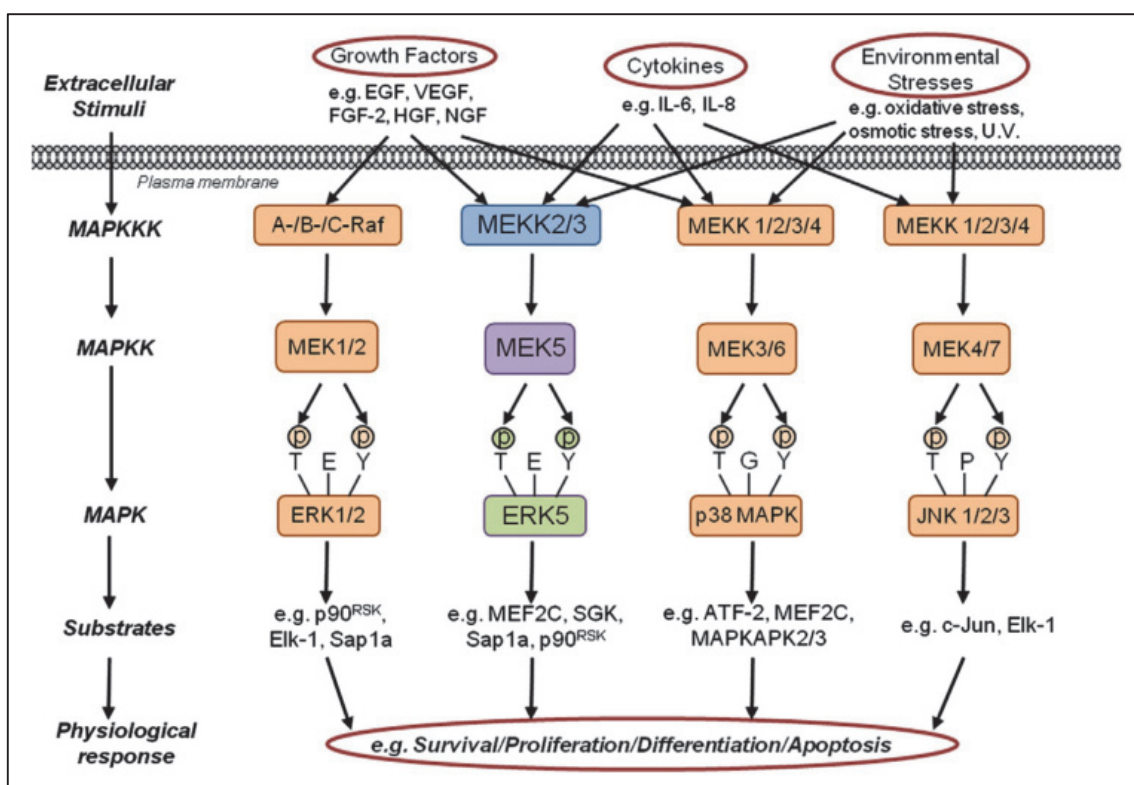 Extracellular
Stimuli
Growth Factors
e.g. EGF, VEGF,
FGF-2, HGF, NGF
Cytokines
e.g. IL-6, IL-8
Environmental
Stresses
e.g. oxidative stress,
osmotic stress, U.V.
Plasma membrane
MAPKKK
A-/B-/C-Raf
MEKK2/3
MEKK 1/2/3/4
MEKK 1/2/3/4
MAPKK
MEK1/2
MEK5
MEK3/6
MEK4/7
p p
T E Y
p p
T E Y
p p
T G Y
p p
T P Y
MAPK
ERK1/2
ERK5
p38 MAPK
JNK 1/2/3
Substrates
e.g. p90RSK,
Elk-1, Sap1a
e.g. MEF2C, SGK,
Sap1a, p90RSK
e.g. ATF-2, MEF2C,
MAPKAPK2/3
e.g. c-Jun, Elk-1
Physiological
response
e.g. Survival/Proliferation/Differentiation/Apoptosis